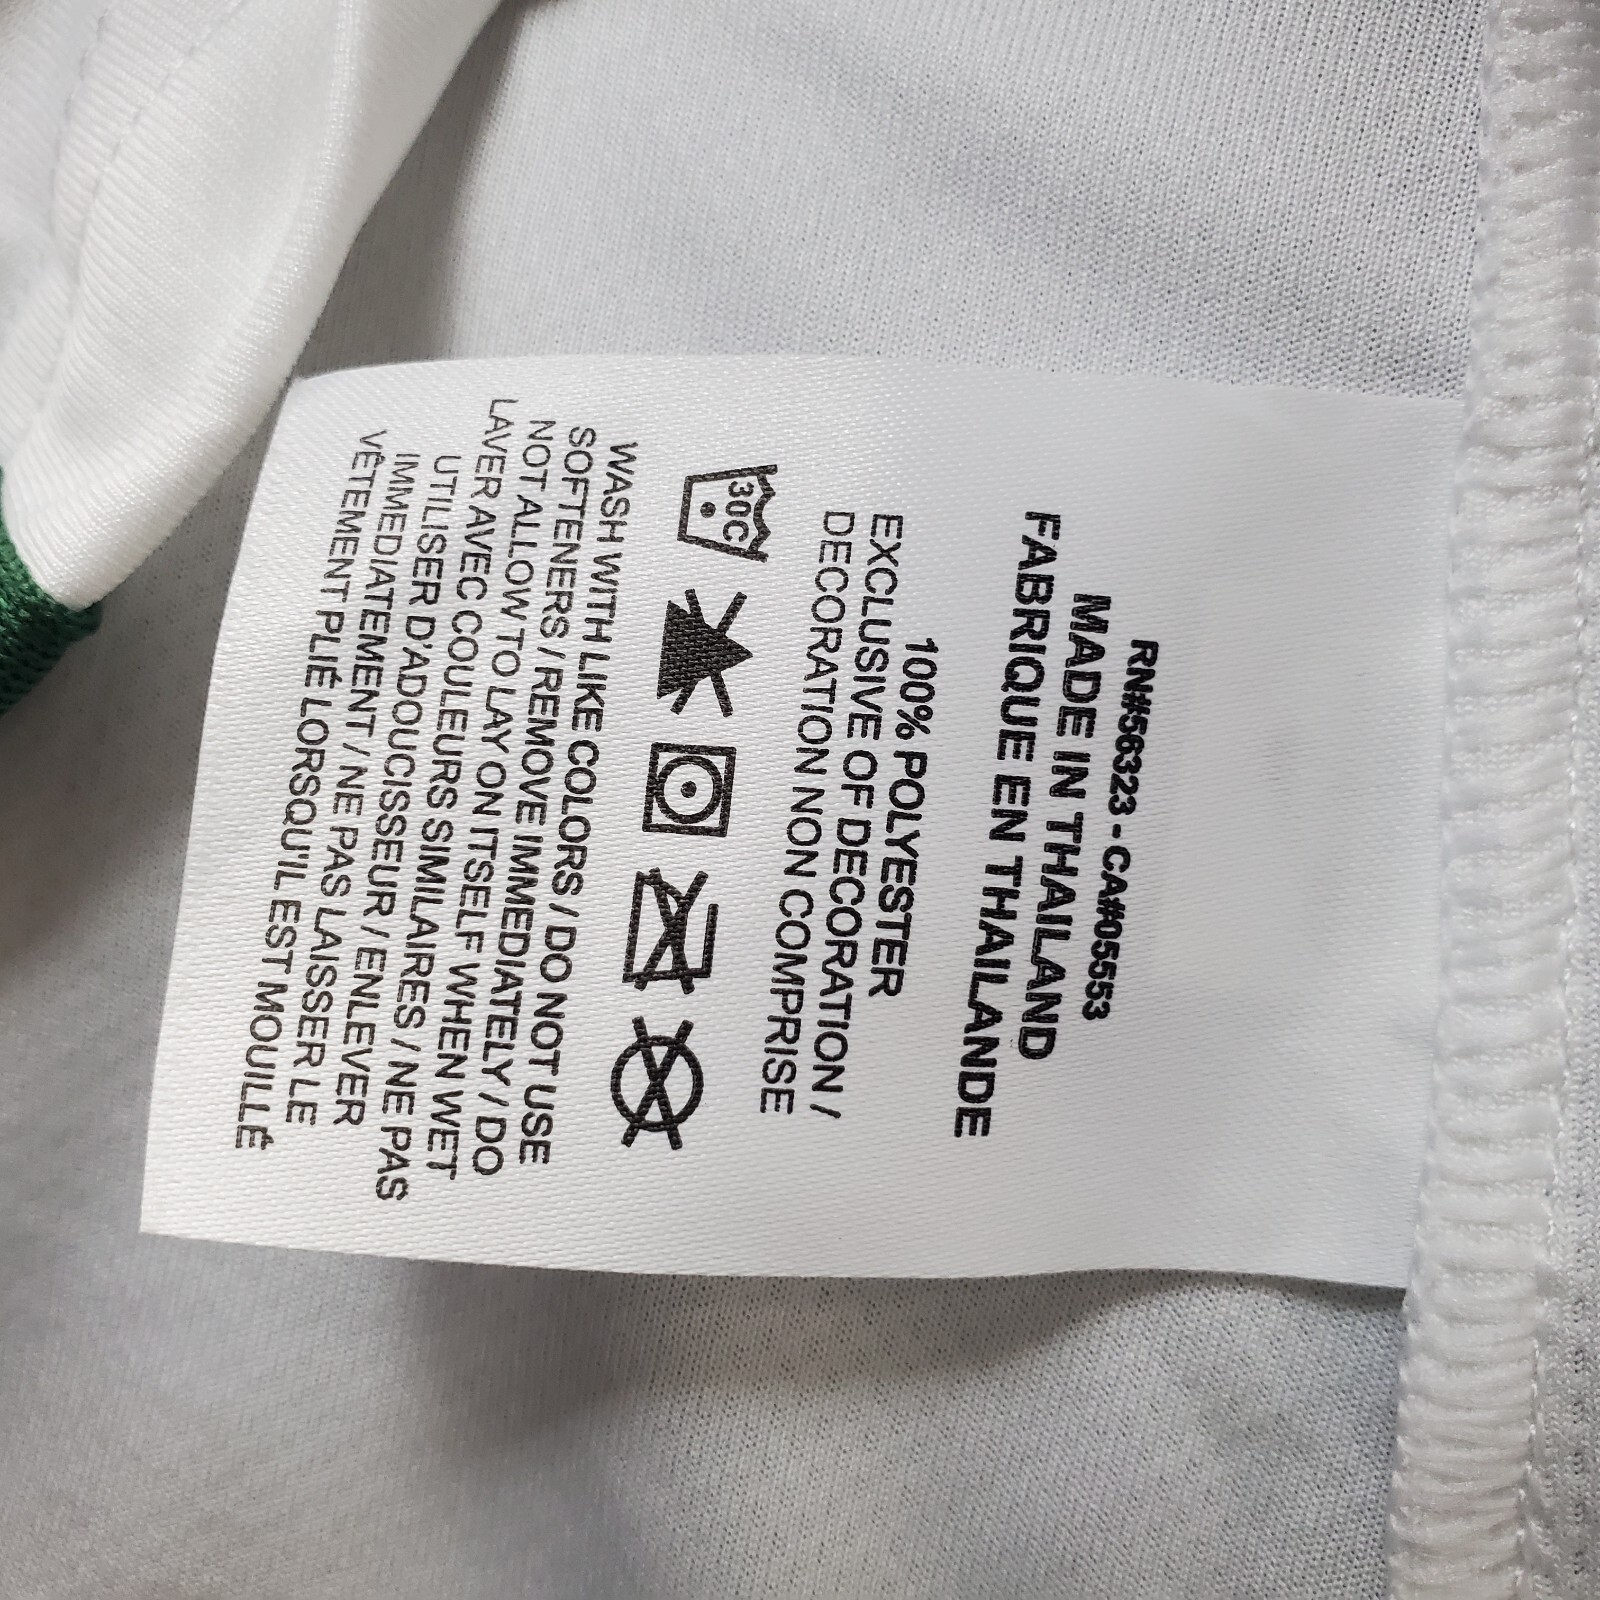 RN#56323 - CA#05553
MADE IN THAILAND
FABRIQUE EN THAILANDE
100% POLYESTER
EXCLUSIVE OF DECORATION /
DECORATION NON COMPRISE
30C
WASH WITH LIKE COLORS / DO NOT USE
SOFTENERS / REMOVE IMMEDIATELY / DO
NOT ALLOW TO LAY ON ITSELF WHEN WET
LAVER AVEC COULEURS SIMILAIRES / NE PAS
UTILISER D'ADOUCISSEUR / ENLEVER
IMMEDIATEMENT / NE PAS LAISSER LE
VÊTEMENT PLIÉ LORSQU'IL EST MOUILLÉ